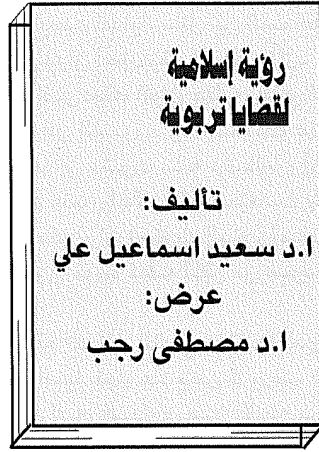 رؤية إسلامية
لقضايا تربوية
تأليف:
ا.د سعيد اسماعيل علي
عرض:
ا.د مصطفى رجب